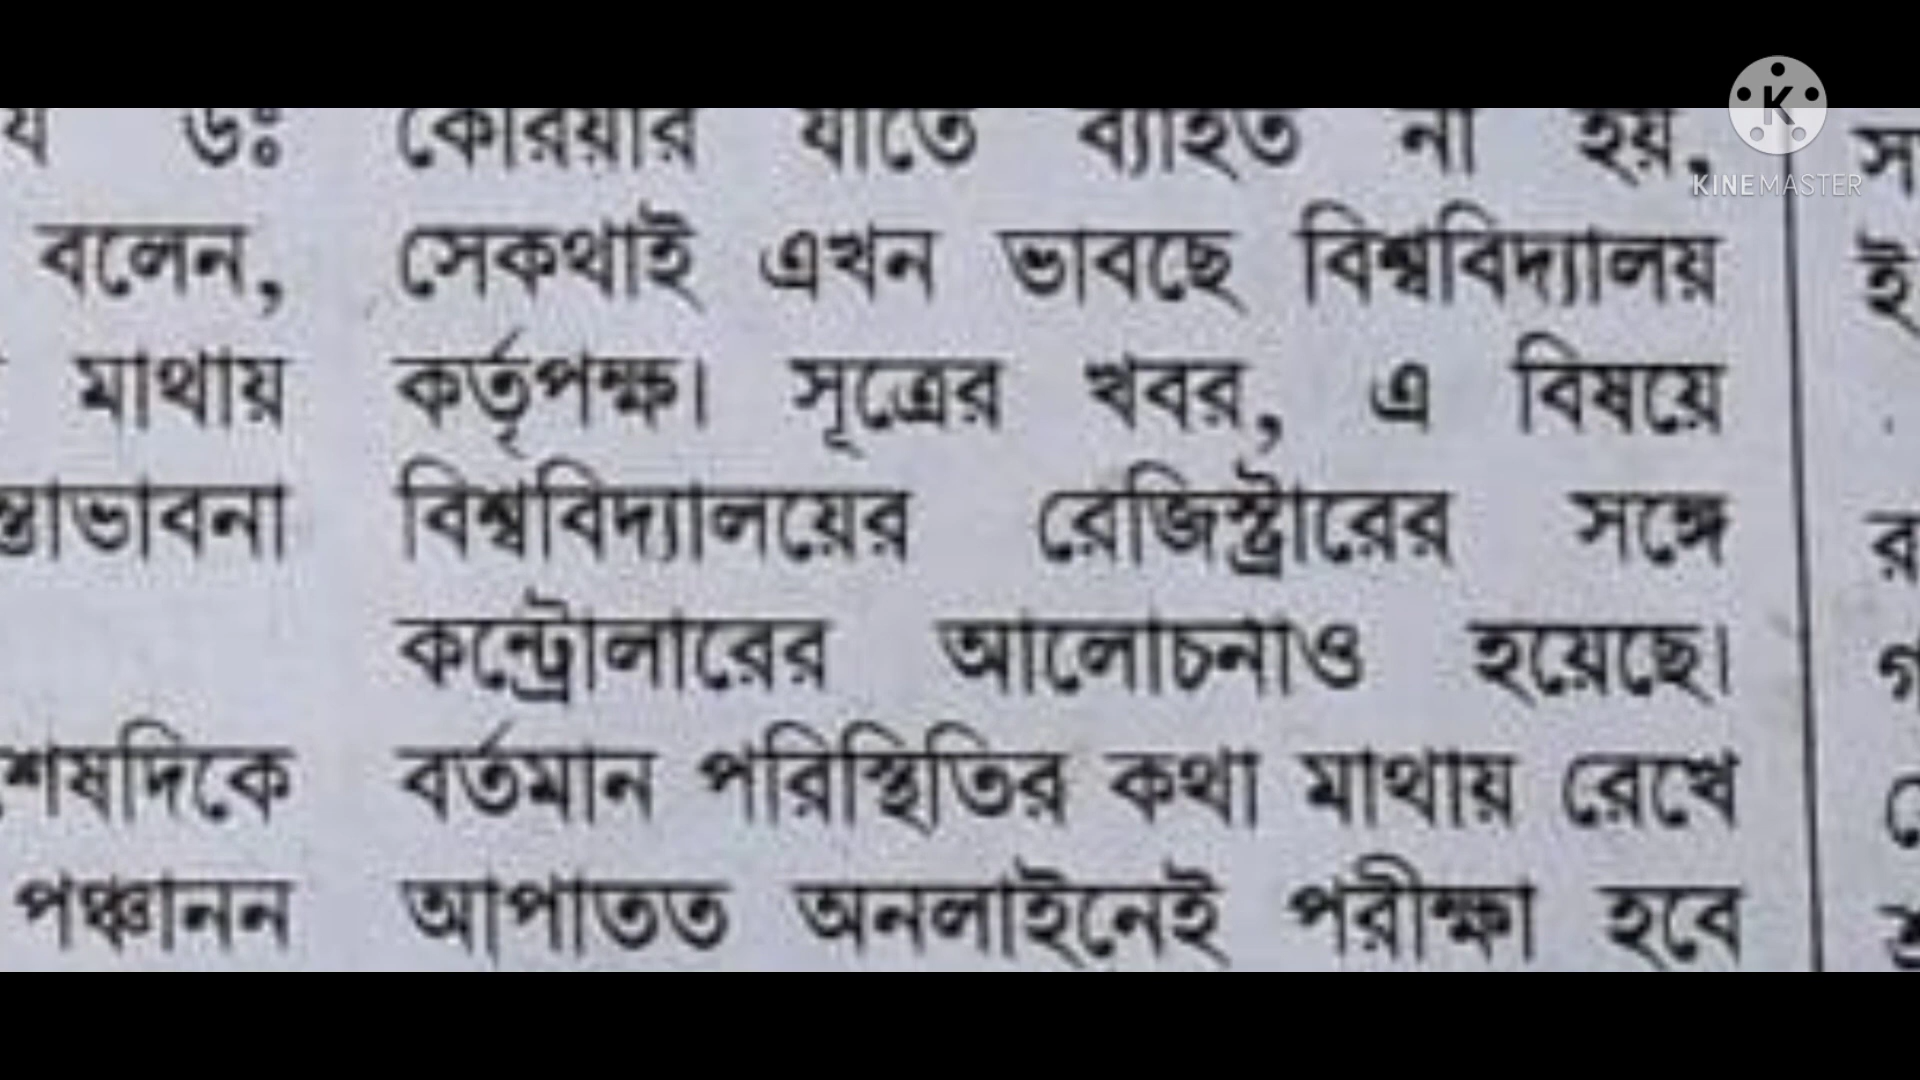 KINEMASTER
বলেন,
মাথায়
ভাবনা
শেষদিকে
পঞ্চানন
কেরিয়ার যাতে ব্যাহত না হয়,
সেকথাই এখন ভাবছে বিশ্ববিদ্যালয়
কর্তৃপক্ষ। সূত্রের খবর, এ বিষয়ে
বিশ্ববিদ্যালয়ের রেজিস্ট্রারের সঙ্গে
কন্ট্রোলারের আলোচনাও হয়েছে।
বর্তমান পরিস্থিতির কথা মাথায় রেখে
আপাতত অনলাইনেই পরীক্ষা হবে